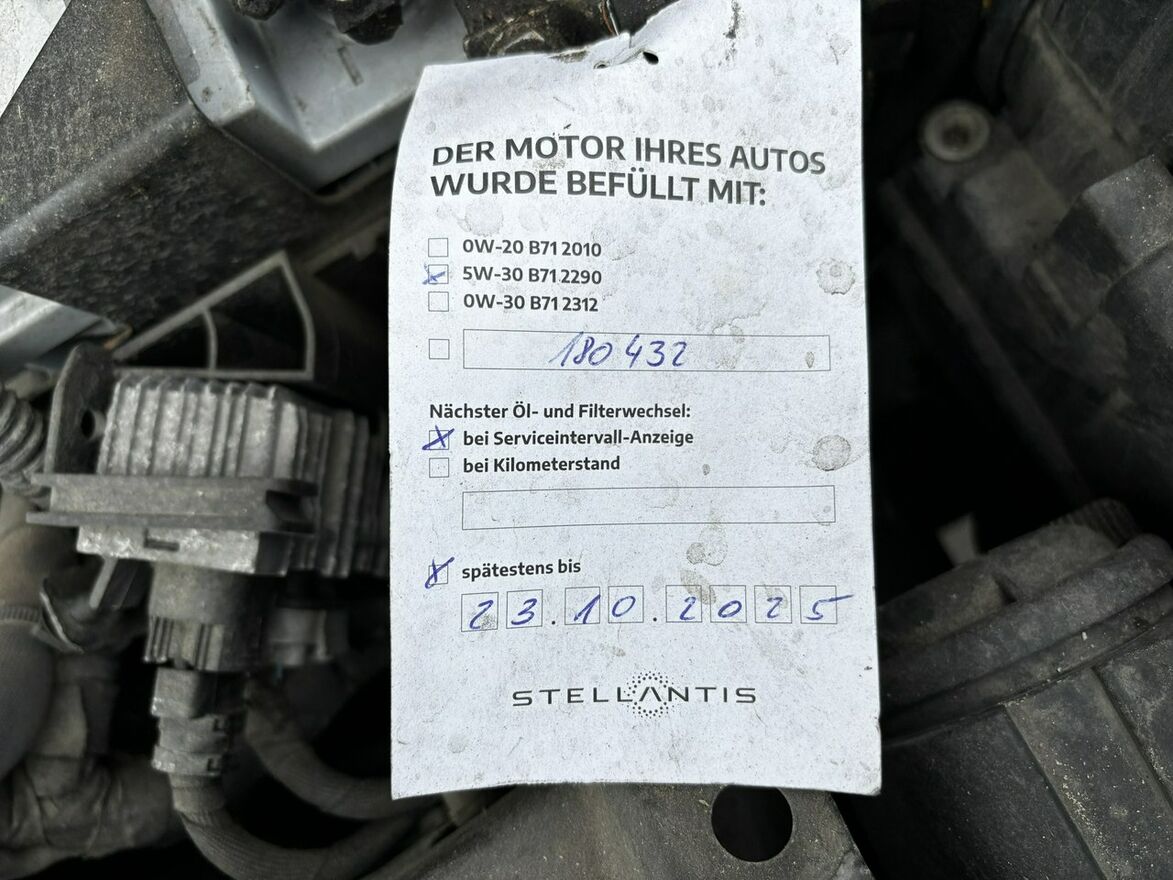 DER MOTOR IHRES AUTOS
WURDE BEFÜLLT MIT:
0W-20 B71 2010
5W-30 B71 2290
0W-30 B71 2312
180 432
Nächster Öl- und Filterwechsel:
bei Serviceintervall-Anzeige
bei Kilometerstand
spätestens bis
23.10.2025
STELLANTIS